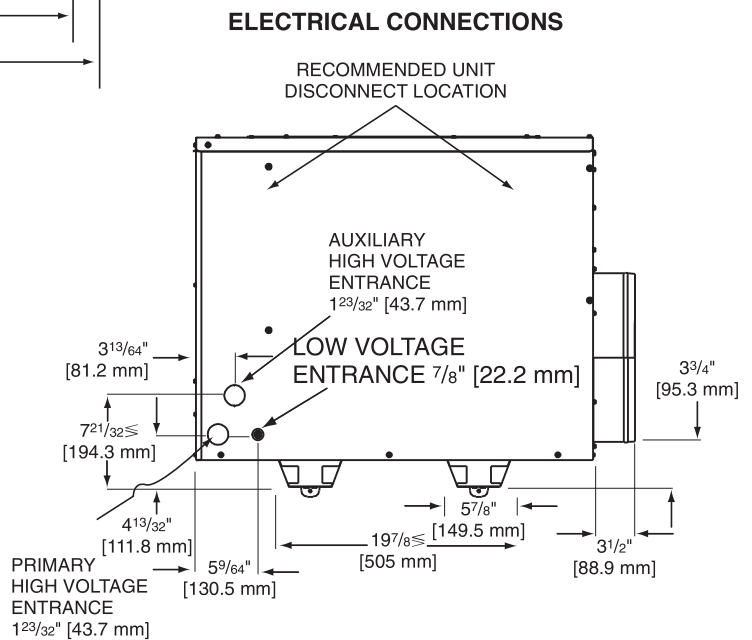 ELECTRICAL CONNECTIONS
RECOMMENDED UNIT
DISCONNECT LOCATION
AUXILIARY
HIGH VOLTAGE
ENTRANCE
1 23/32" [43.7 mm]
LOW VOLTAGE
ENTRANCE 7/8" [22.2 mm]
3 13/64"
[81.2 mm]
3 3/4"
[95.3 mm]
7 21/32≤
[194.3 mm]
4 13/32"
[111.8 mm]
5 7/8"
[149.5 mm]
19 7/8≤
[505 mm]
3 1/2"
[88.9 mm]
5 9/64"
[130.5 mm]
PRIMARY
HIGH VOLTAGE
ENTRANCE
1 23/32" [43.7 mm]